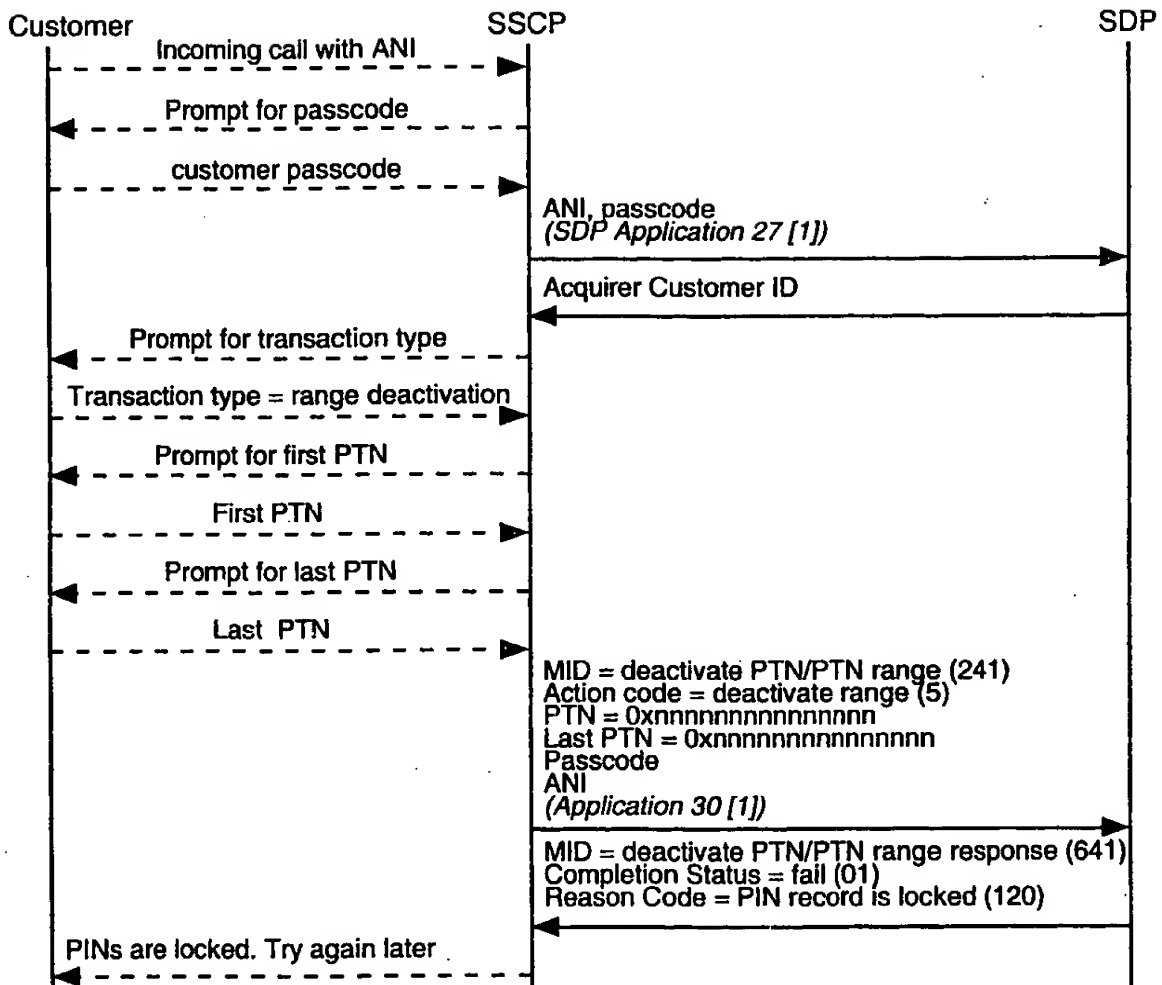 Customer SSCP SDP
Incoming call with ANI
Prompt for passcode
customer passcode
ANI, passcode
(SDP Application 27 [1])
Acquirer Customer ID
Prompt for transaction type
Transaction type = range deactivation
Prompt for first PTN
First PTN
Prompt for last PTN
Last PTN
MID = deactivate PTN/PTN range (241)
Action code = deactivate range (5)
PTN = 0xnnnnnnnnnnnnnnnn
Last PTN = 0xnnnnnnnnnnnnnnnn
Passcode
ANI
(Application 30 [1])
MID = deactivate PTN/PTN range response (641)
Completion Status = fail (01)
Reason Code = PIN record is locked (120)
PINs are locked. Try again later